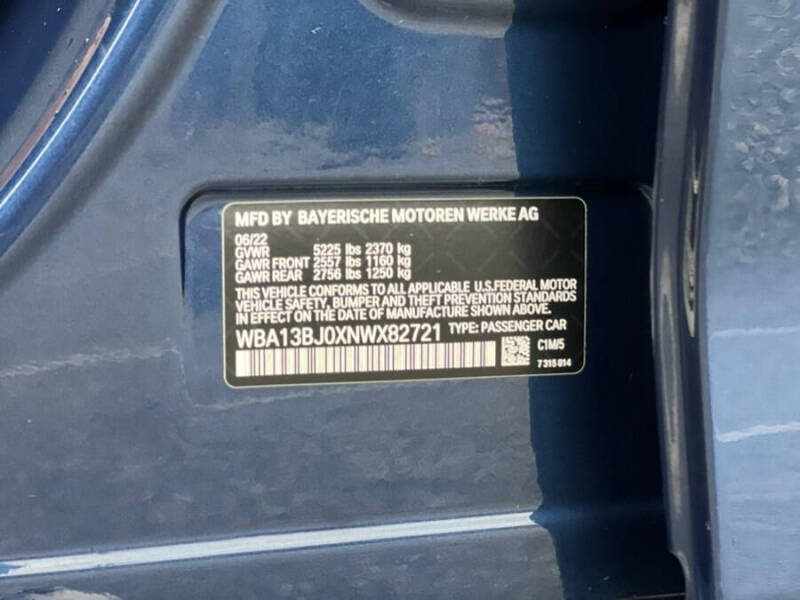 MFD BY BAYERISCHE MOTOREN WERKE AG
06/22
GVWR 5225 lbs 2370 kg
GAWR FRONT 2557 lbs 1160 kg
GAWR REAR 2756 lbs 1250 kg
THIS VEHICLE CONFORMS TO ALL APPLICABLE U.S.FEDERAL MOTOR
VEHICLE SAFETY, BUMPER AND THEFT PREVENTION STANDARDS
IN EFFECT ON THE DATE OF MANUFACTURE SHOWN ABOVE.
WBA13BJ0XNWX82721 TYPE: PASSENGER CAR
C1M/5
7 315 814